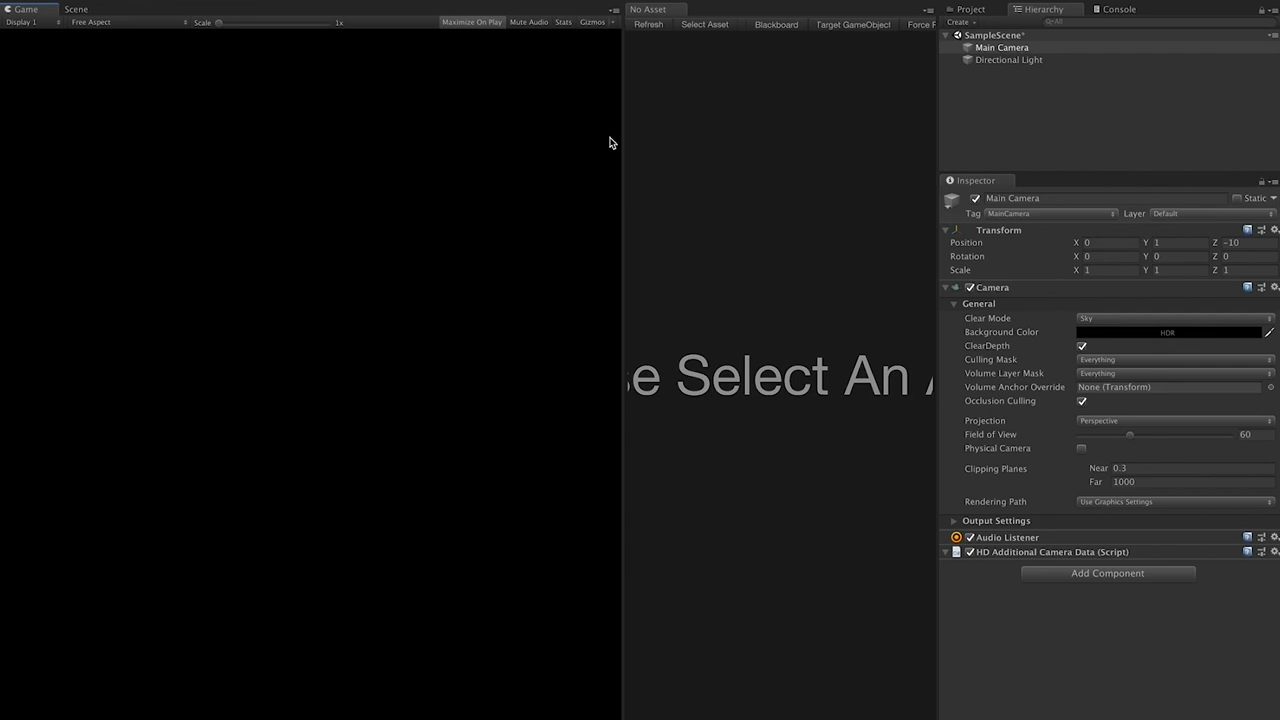 Game Scene
Display 1 Free Aspect Scale 1x Maximize On Play Mute Audio Stats Gizmos
No Asset
Refresh Select Asset Blackboard Target GameObject Force
Select An
Project Hierarchy Console
Create All
SampleScene*
Main Camera
Directional Light
Inspector
Main Camera Static
Tag MainCamera Layer Default
Transform
Position X 0 Y 1 Z -10
Rotation X 0 Y 0 Z 0
Scale X 1 Y 1 Z 1
Camera
General
Clear Mode Sky
Background Color HDR
ClearDepth
Culling Mask Everything
Volume Layer Mask Everything
Volume Anchor Override None (Transform)
Occlusion Culling
Projection Perspective
Field of View 60
Physical Camera
Clipping Planes Near 0.3
Far 1000
Rendering Path Use Graphics Settings
Output Settings
Audio Listener
HD Additional Camera Data (Script)
Add Component